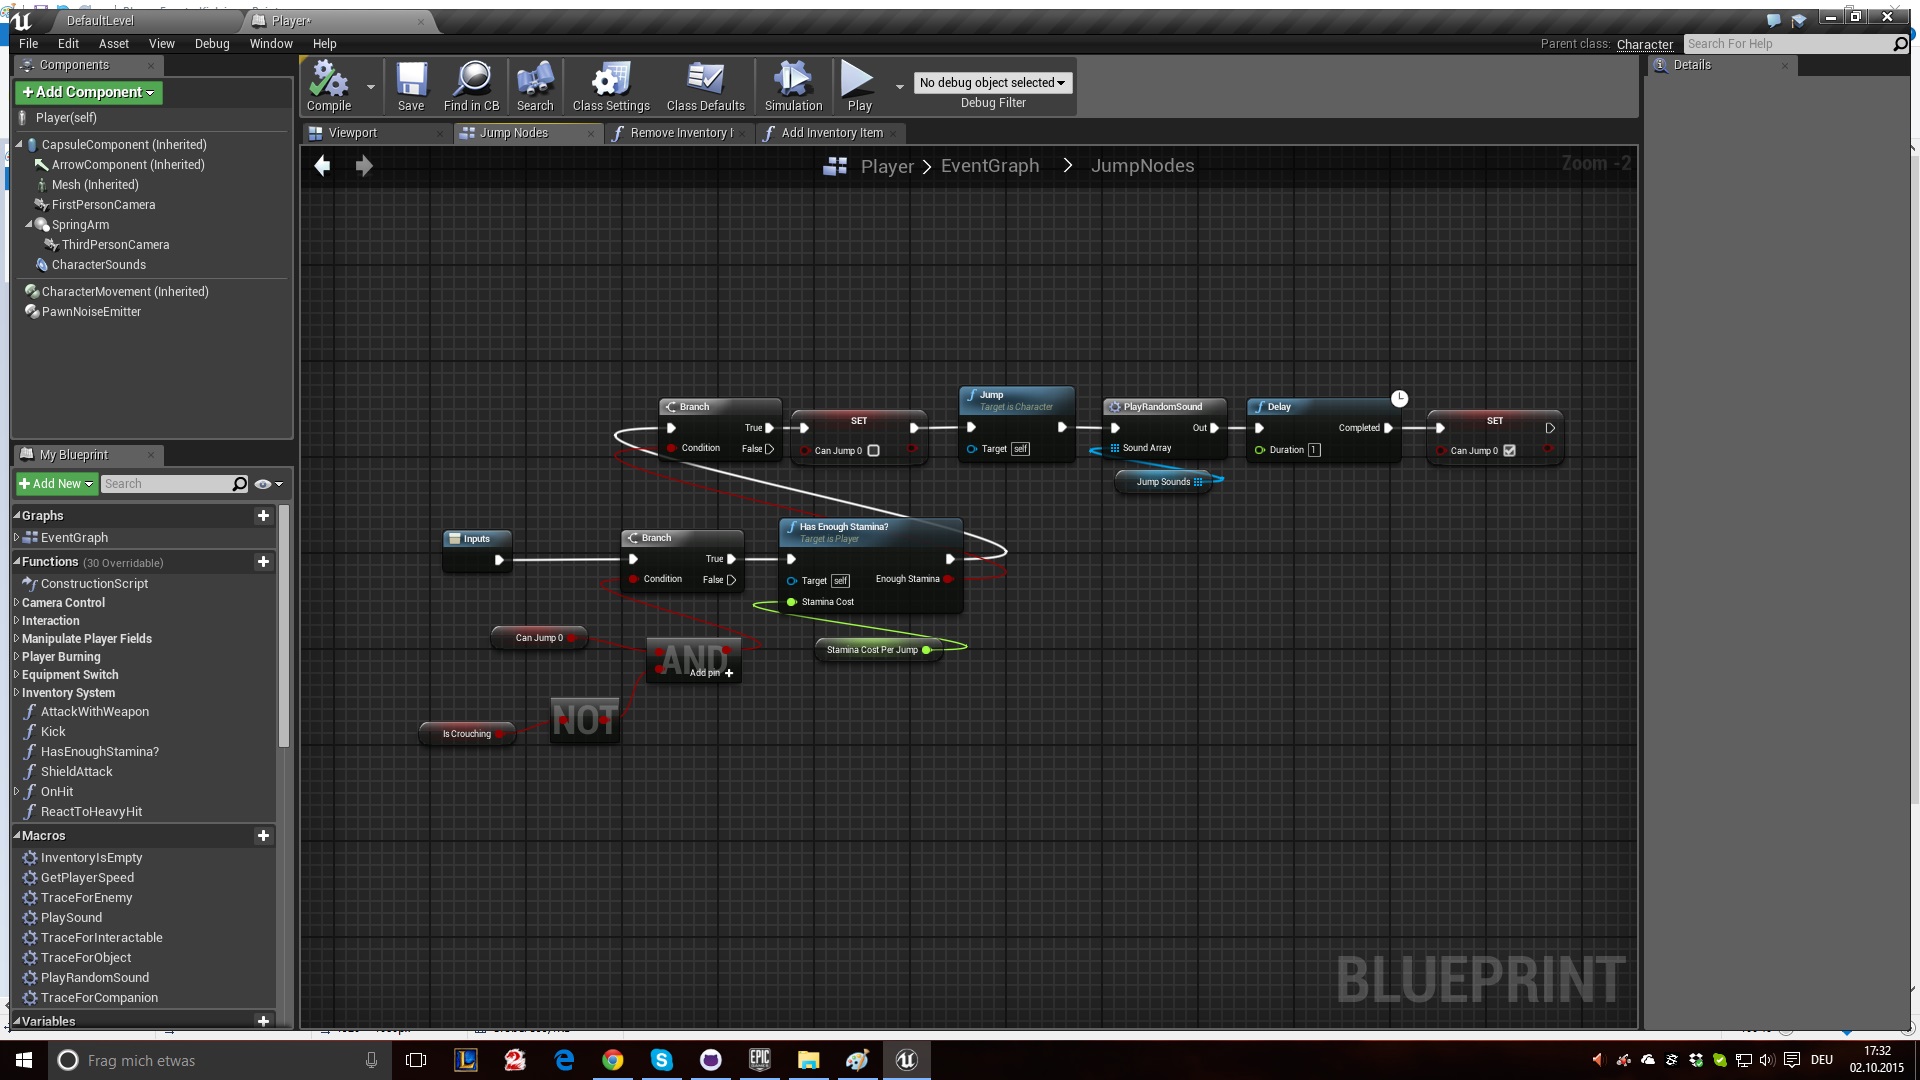 DefaultLevel
Player*
File Edit Asset View Debug Window Help
Parent class: Character
Search For Help
Components
+Add Component
Player(self)
CapsuleComponent (Inherited)
ArrowComponent (Inherited)
Mesh (Inherited)
FirstPersonCamera
SpringArm
ThirdPersonCamera
CharacterSounds
CharacterMovement (Inherited)
PawnNoiseEmitter
Compile
Save
Find in CB
Search
Class Settings
Class Defaults
Simulation
Play
No debug object selected
Debug Filter
Details
Viewport
Jump Nodes
Remove Inventory I
Add Inventory Item
Player > EventGraph > JumpNodes
Zoom -2
Branch
True
Condition
False
SET
Can Jump 0
Jump
Target is Character
Target self
PlayRandomSound
Out
Sound Array
Jump Sounds
Delay
Completed
Duration 1
SET
Can Jump 0
Inputs
Branch
True
Condition
False
Has Enough Stamina?
Target is Player
Target self
Enough Stamina
Stamina Cost
Can Jump 0
AND
Add pin +
Stamina Cost Per Jump
Is Crouching
NOT
BLUEPRINT
My Blueprint
+Add New
Search
Graphs
EventGraph
Functions (30 Overridable)
ConstructionScript
Camera Control
Interaction
Manipulate Player Fields
Player Burning
Equipment Switch
Inventory System
AttackWithWeapon
Kick
HasEnoughStamina?
ShieldAttack
OnHit
ReactToHeavyHit
Macros
InventoryIsEmpty
GetPlayerSpeed
TraceForEnemy
PlaySound
TraceForInteractable
TraceForObject
PlayRandomSound
TraceForCompanion
Variables
Frag mich etwas
EPIC
DEU
17:32
02.10.2015